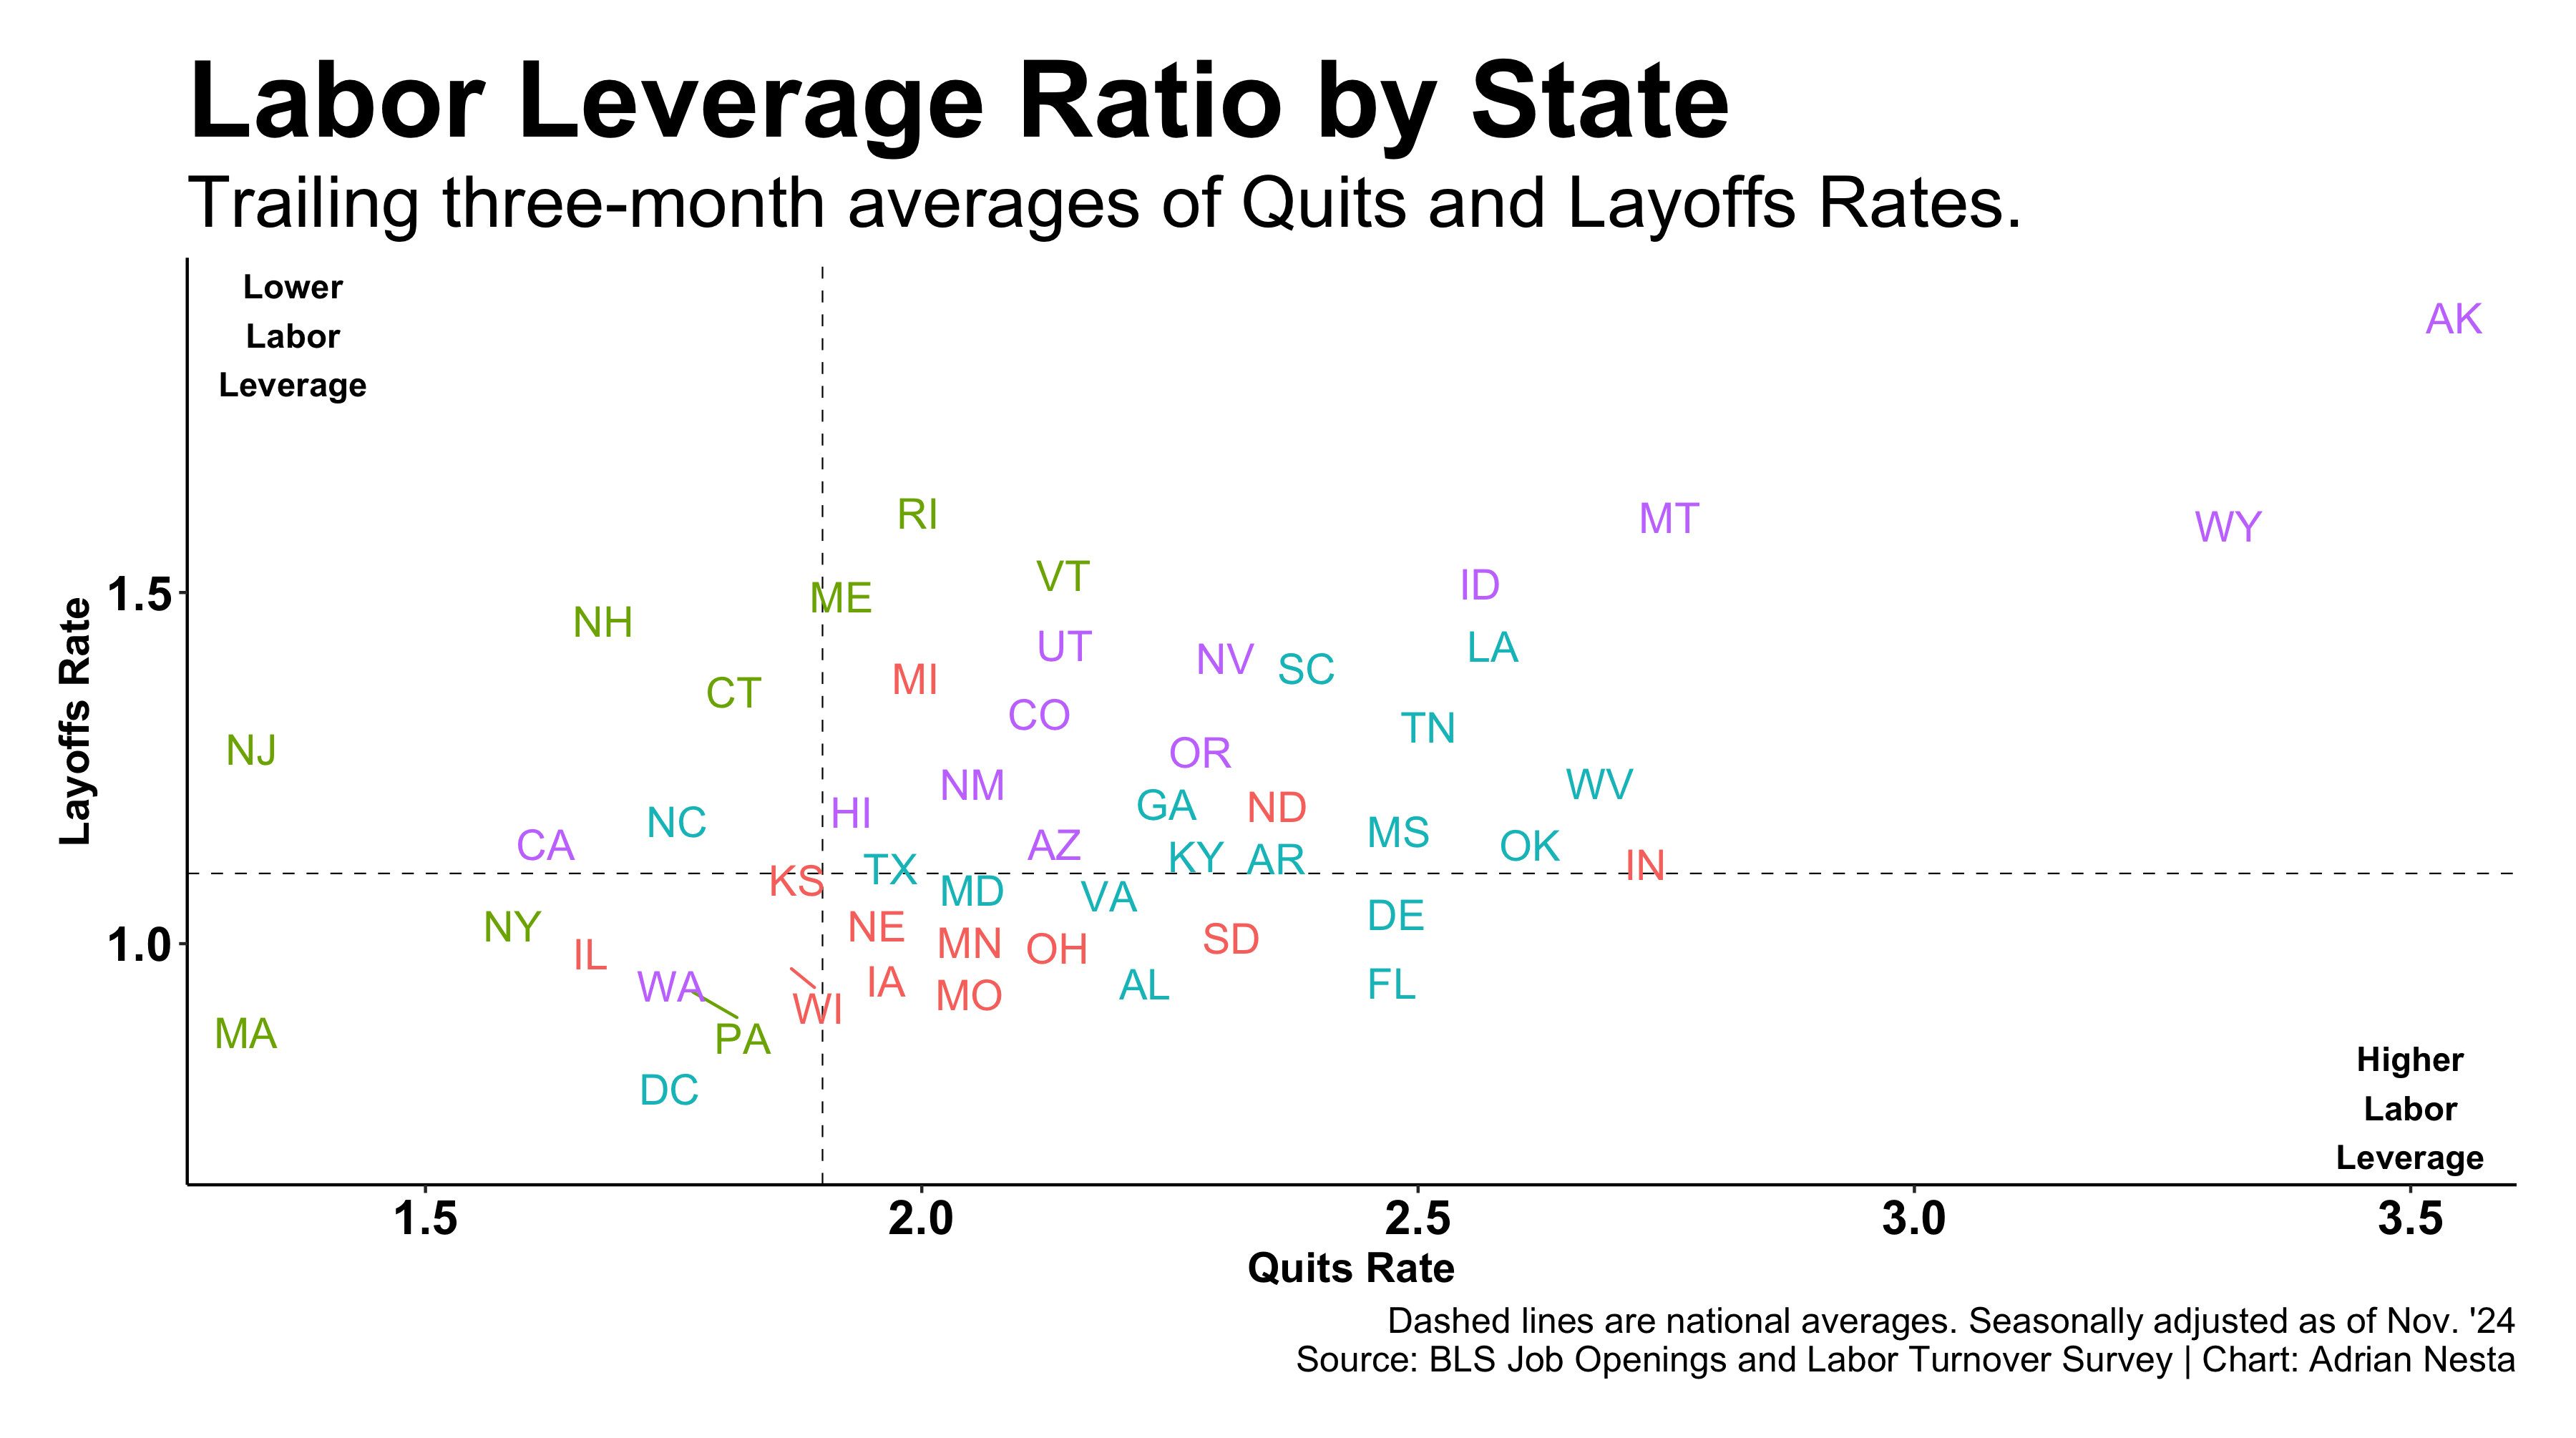 Labor Leverage Ratio by State
Trailing three-month averages of Quits and Layoffs Rates.
Lower
Labor
Leverage
AK
RI
MT
WY
VT
ID
1.5
ME
NH
UT
LA
NV
SC
MI
CT
CO
TN
NJ
OR
NM
WV
GA
ND
HI
NC
MS
CA
AZ
OK
KY
AR
IN
TX
KS
MD
VA
DE
NY
NE
1.0
MN
OH
SD
IL
WA
IA
AL
FL
MO
WI
MA
PA
DC
Layoffs Rate
Higher
Labor
Leverage
1.5 2.0 2.5 3.0 3.5
Quits Rate
Dashed lines are national averages. Seasonally adjusted as of Nov. '24
Source: BLS Job Openings and Labor Turnover Survey | Chart: Adrian Nesta